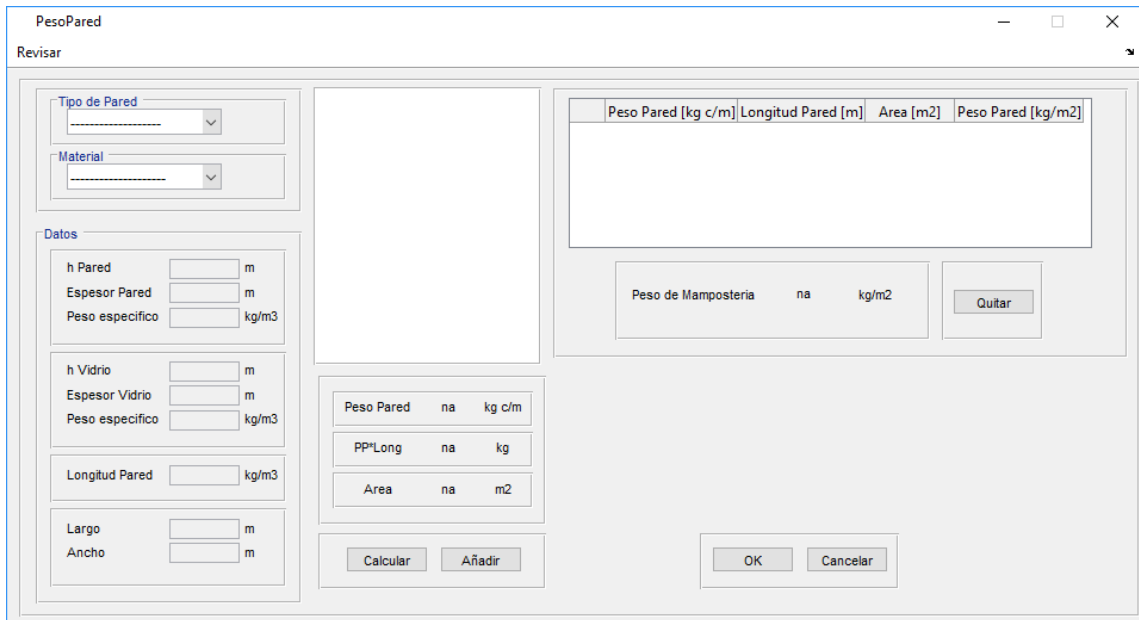 PesoPared
Revisar
Tipo de Pared
-------------------
Material
--------------------
Datos
h Pared m
Espesor Pared m
Peso especifico kg/m3
h Vidrio m
Espesor Vidrio m
Peso especifico kg/m3
Longitud Pared kg/m3
Largo m
Ancho m
Peso Pared na kg c/m
PP*Long na kg
Area na m2
Calcular Añadir
Peso Pared [kg c/m] Longitud Pared [m] Area [m2] Peso Pared [kg/m2]
Peso de Mamposteria na kg/m2
Quitar
OK Cancelar